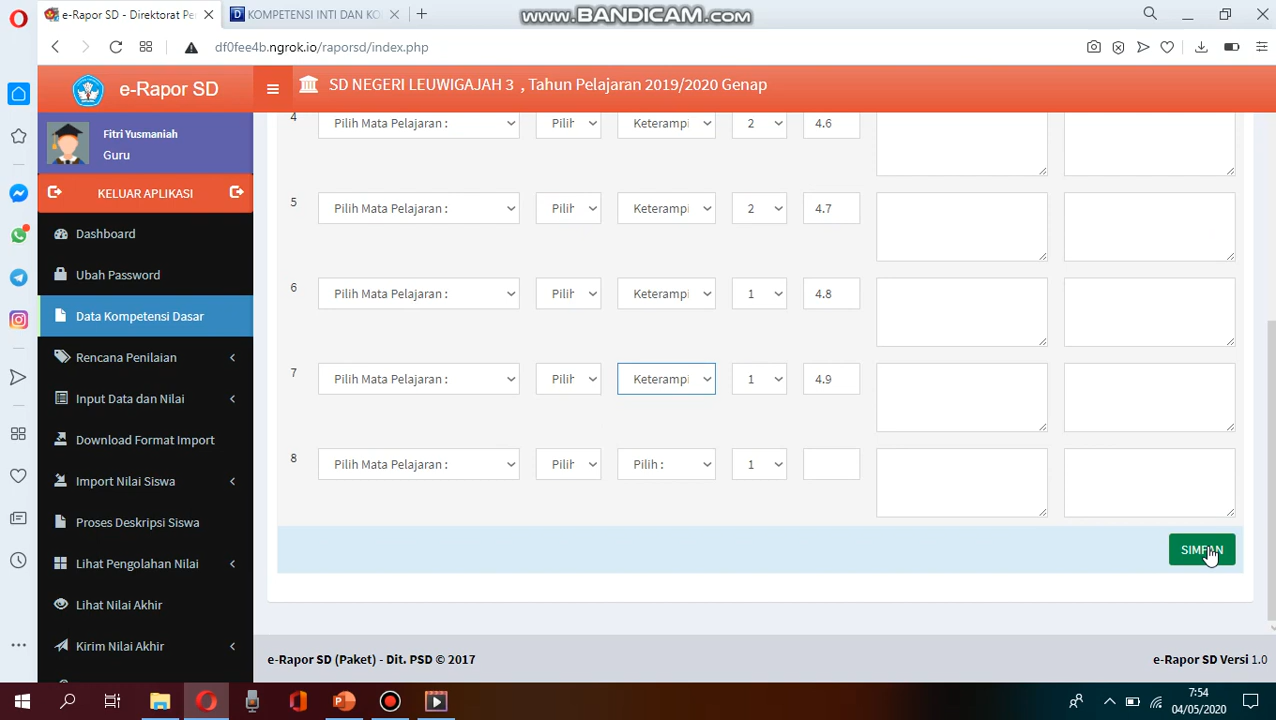 e-Rapor SD - Direktorat Pe
KOMPETENSI INTI DAN KO
www.BANDICAM.com
df0fee4b.ngrok.io/raporsd/index.php
e-Rapor SD
SD NEGERI LEUWIGAJAH 3 , Tahun Pelajaran 2019/2020 Genap
Fitri Yusmaniah
Guru
KELUAR APLIKASI
Dashboard
Ubah Password
Data Kompetensi Dasar
Rencana Penilaian
Input Data dan Nilai
Download Format Import
Import Nilai Siswa
Proses Deskripsi Siswa
Lihat Pengolahan Nilai
Lihat Nilai Akhir
Kirim Nilai Akhir
4 Pilih Mata Pelajaran : Pilih Keterampi 2 4.6
5 Pilih Mata Pelajaran : Pilih Keterampi 2 4.7
6 Pilih Mata Pelajaran : Pilih Keterampi 1 4.8
7 Pilih Mata Pelajaran : Pilih Keterampi 1 4.9
8 Pilih Mata Pelajaran : Pilih Pilih : 1
SIMPAN
e-Rapor SD (Paket) - Dit. PSD © 2017
e-Rapor SD Versi 1.0
7:54
04/05/2020